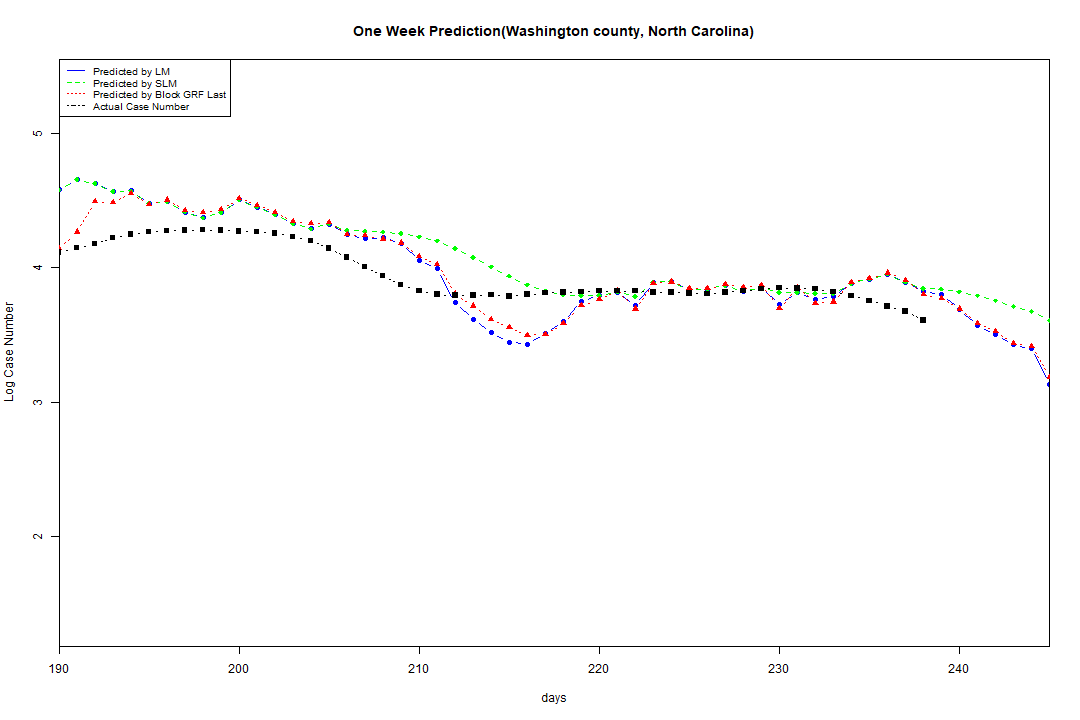 One Week Prediction(Washington county, North Carolina)
Predicted by LM
Predicted by SLM
Predicted by Block GRF Last
Actual Case Number
5
4
3
2
Log Case Number
190 200 210 220 230 240
days